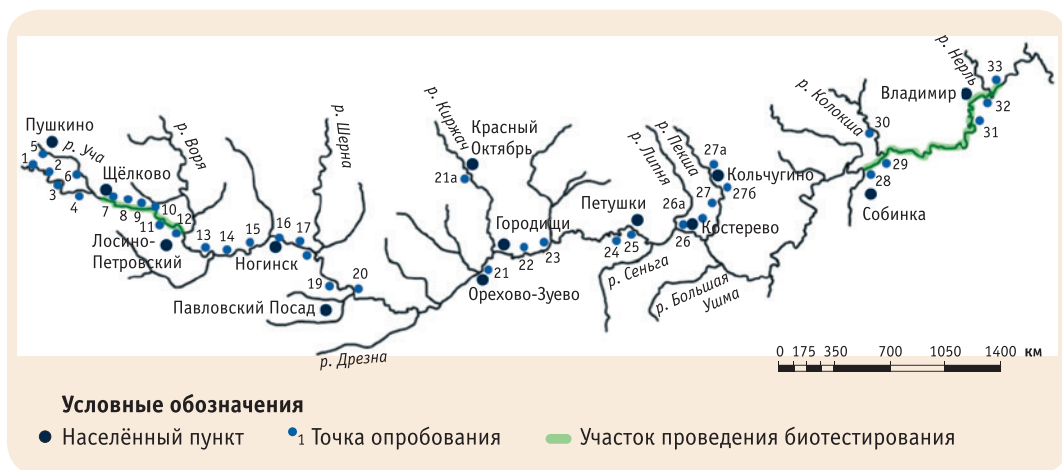 р. Нерль
33
Владимир
32
31
р. Колокша
30
29
28
Собинка
Пушкино
р. Уча
р. Воря
5
1
2
6
3
4
Щёлково
7
8
9
10
11
12
Лосино-
Петровский
13
14
15
16
17
Ногинск
р. Шерна
19
20
Павловский Посад
р. Дрезна
р. Киржач
Красный
Октябрь
21а
Городищи
21
22
23
Орехово-Зуево
Петушки
24
25
р. Сеньга
р. Липня
р. Пекша
27а
Кольчугино
27б
27
26а
26
Костерево
р. Большая
Ушма
0 175 350 700 1050 1400 км
Условные обозначения
Населённый пункт
1 Точка опробования
Участок проведения биотестирования